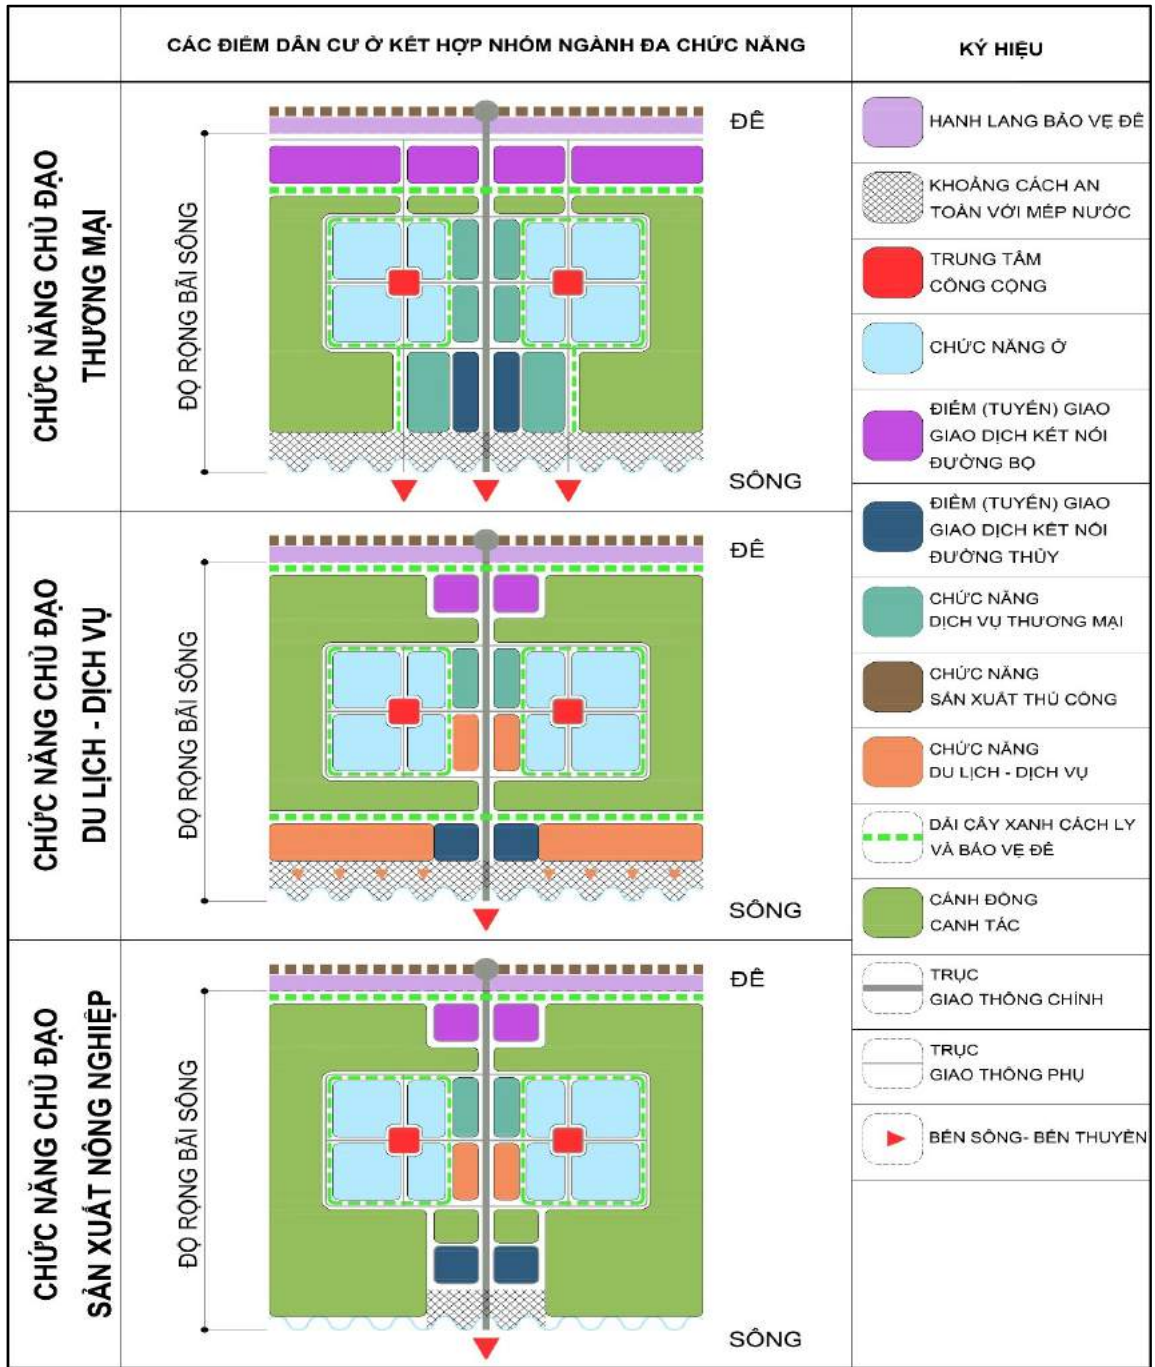 CÁC ĐIỂM DÂN CƯ Ở KẾT HỢP NHÓM NGÀNH ĐA CHỨC NĂNG
KÝ HIỆU
CHỨC NĂNG CHỦ ĐẠO
THƯƠNG MẠI
ĐỘ RỘNG BÃI SÔNG
ĐÊ
SÔNG
CHỨC NĂNG CHỦ ĐẠO
DU LỊCH - DỊCH VỤ
ĐỘ RỘNG BÃI SÔNG
ĐÊ
SÔNG
CHỨC NĂNG CHỦ ĐẠO
SẢN XUẤT NÔNG NGHIỆP
ĐỘ RỘNG BÃI SÔNG
ĐÊ
SÔNG
HANH LANG BẢO VỆ ĐÊ
KHOẢNG CÁCH AN
TOÀN VỚI MÉP NƯỚC
TRUNG TÂM
CÔNG CỘNG
CHỨC NĂNG Ở
ĐIỂM (TUYẾN) GIAO
GIAO DỊCH KẾT NỐI
ĐƯỜNG BỘ
ĐIỂM (TUYẾN) GIAO
GIAO DỊCH KẾT NỐI
ĐƯỜNG THỦY
CHỨC NĂNG
DỊCH VỤ THƯƠNG MẠI
CHỨC NĂNG
SẢN XUẤT THỦ CÔNG
CHỨC NĂNG
DU LỊCH - DỊCH VỤ
DẢI CÂY XANH CÁCH LY
VÀ BẢO VỆ ĐÊ
CÁNH ĐỒNG
CANH TÁC
TRỤC
GIAO THÔNG CHÍNH
TRỤC
GIAO THÔNG PHỤ
BẾN SÔNG- BẾN THUYỀN